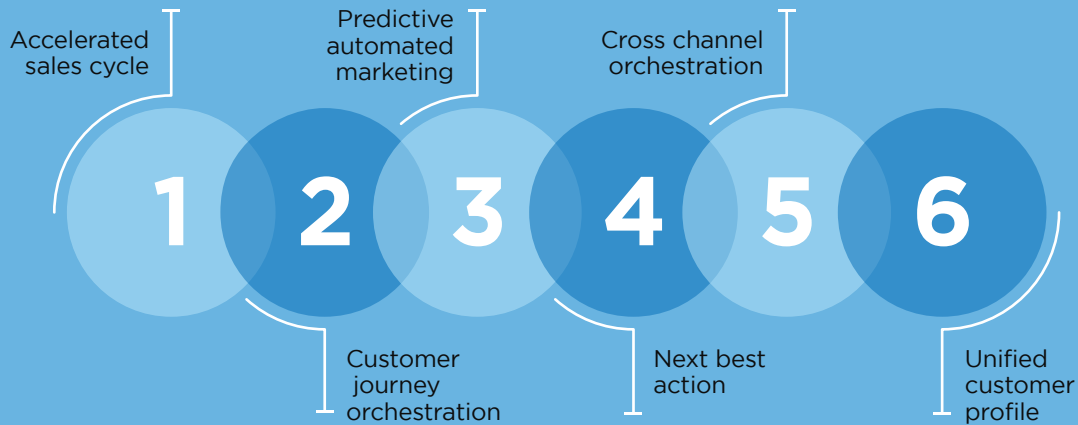 Accelerated
sales cycle
Predictive
automated
marketing
Cross channel
orchestration
1
2
3
4
5
6
Customer
journey
orchestration
Next best
action
Unified
customer
profile